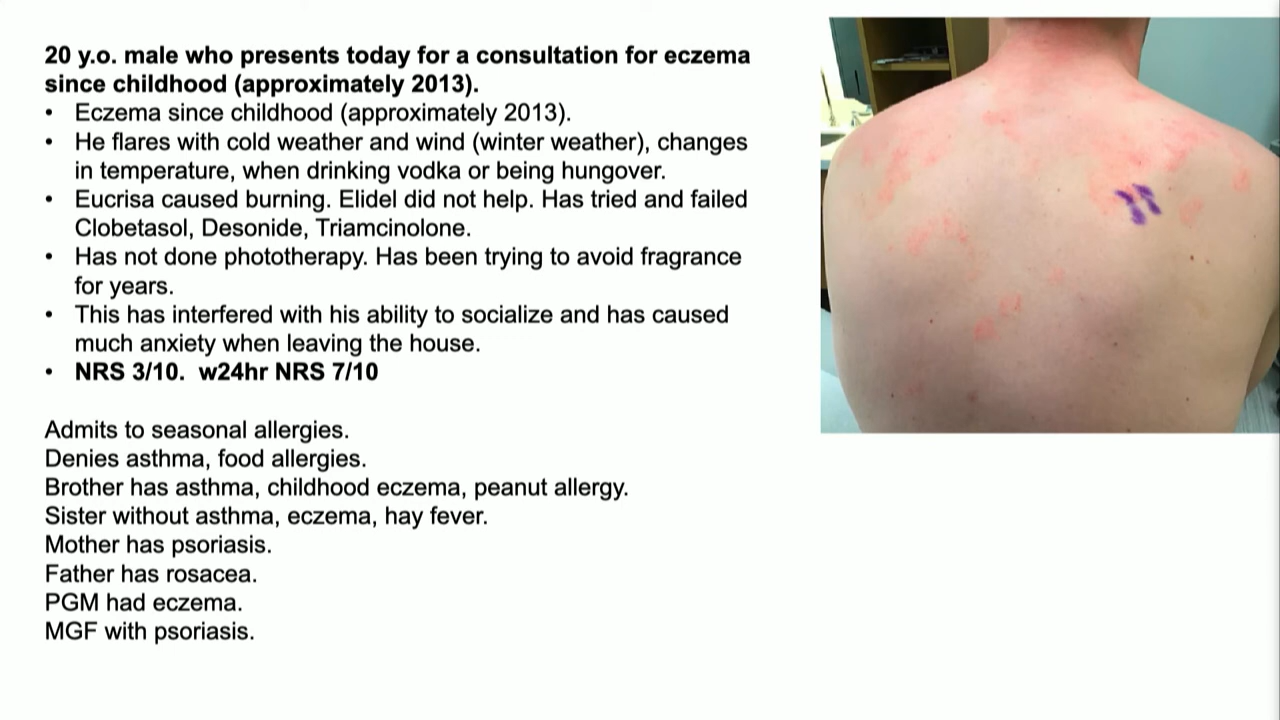 20 y.o. male who presents today for a consultation for eczema
since childhood (approximately 2013).
• Eczema since childhood (approximately 2013).
• He flares with cold weather and wind (winter weather), changes
in temperature, when drinking vodka or being hungover.
• Eucrisa caused burning. Elidel did not help. Has tried and failed
Clobetasol, Desonide, Triamcinolone.
• Has not done phototherapy. Has been trying to avoid fragrance
for years.
• This has interfered with his ability to socialize and has caused
much anxiety when leaving the house.
• NRS 3/10. w24hr NRS 7/10
Admits to seasonal allergies.
Denies asthma, food allergies.
Brother has asthma, childhood eczema, peanut allergy.
Sister without asthma, eczema, hay fever.
Mother has psoriasis.
Father has rosacea.
PGM had eczema.
MGF with psoriasis.